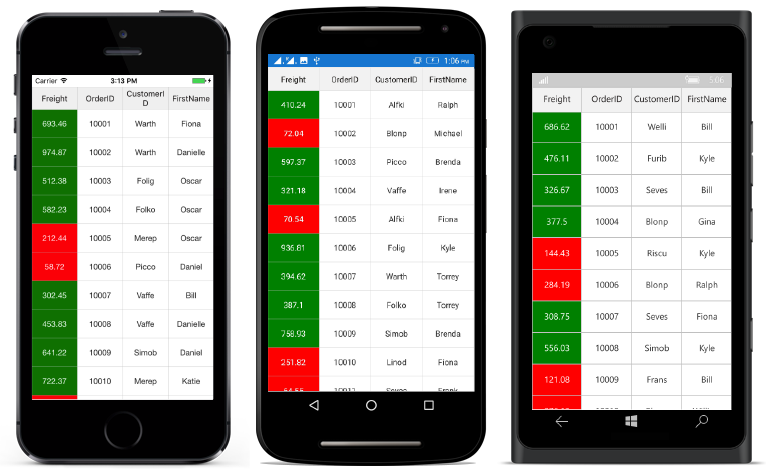 Carrier 3:13 PM
Freight OrderID CustomerI
D FirstName
693.46 10001 Warth Fiona
974.87 10002 Warth Danielle
512.38 10003 Folig Oscar
582.23 10004 Folko Oscar
212.44 10005 Merep Oscar
58.72 10006 Picco Daniel
302.45 10007 Vaffe Bill
453.83 10008 Vaffe Danielle
641.22 10009 Simob Daniel
722.37 10010 Merep Katie
1:06 PM
Freight OrderID CustomerID FirstName
410.24 10001 Alfki Ralph
72.04 10002 Blonp Michael
597.37 10003 Picco Brenda
321.18 10004 Vaffe Irene
70.54 10005 Alfki Fiona
936.81 10006 Folig Kyle
394.62 10007 Warth Torrey
387.1 10008 Folko Torrey
758.93 10009 Simob Brenda
251.82 10010 Linod Fiona
5:06
Freight OrderID CustomerID FirstName
686.62 10001 Welli Bill
476.11 10002 Furib Kyle
326.67 10003 Seves Bill
377.5 10004 Blonp Gina
144.43 10005 Riscu Kyle
284.19 10006 Blonp Ralph
308.75 10007 Seves Fiona
556.03 10008 Simob Kyle
121.08 10009 Frans Bill